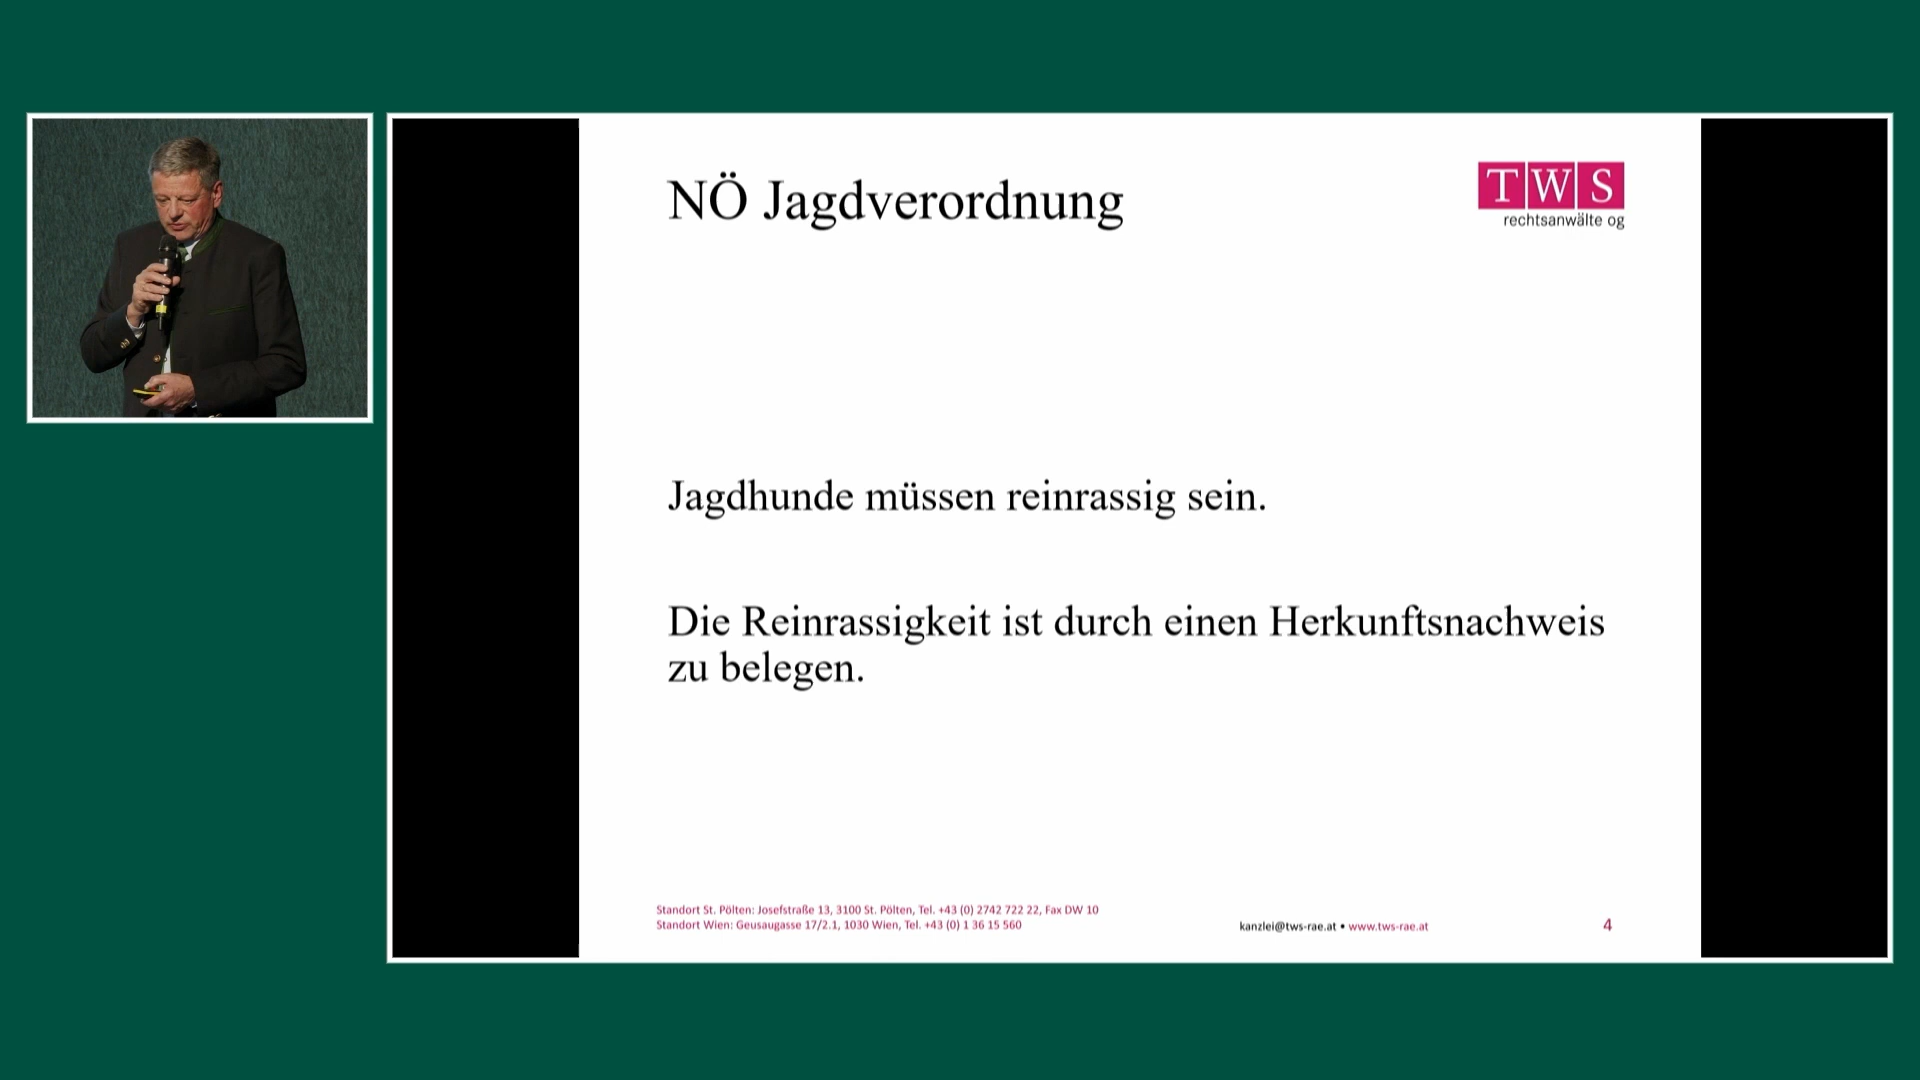 NÖ Jagdverordnung
TWS
rechtsanwälte og
Jagdhunde müssen reinrassig sein.
Die Reinrassigkeit ist durch einen Herkunftsnachweis
zu belegen.
Standort St. Pölten: Josefstraße 13, 3100 St. Pölten, Tel. +43 (0) 2742 722 22, Fax DW 10
Standort Wien: Geusaugasse 17/2.1, 1030 Wien, Tel. +43 (0) 1 36 15 560
kanzlei@tws-rae.at • www.tws-rae.at
4